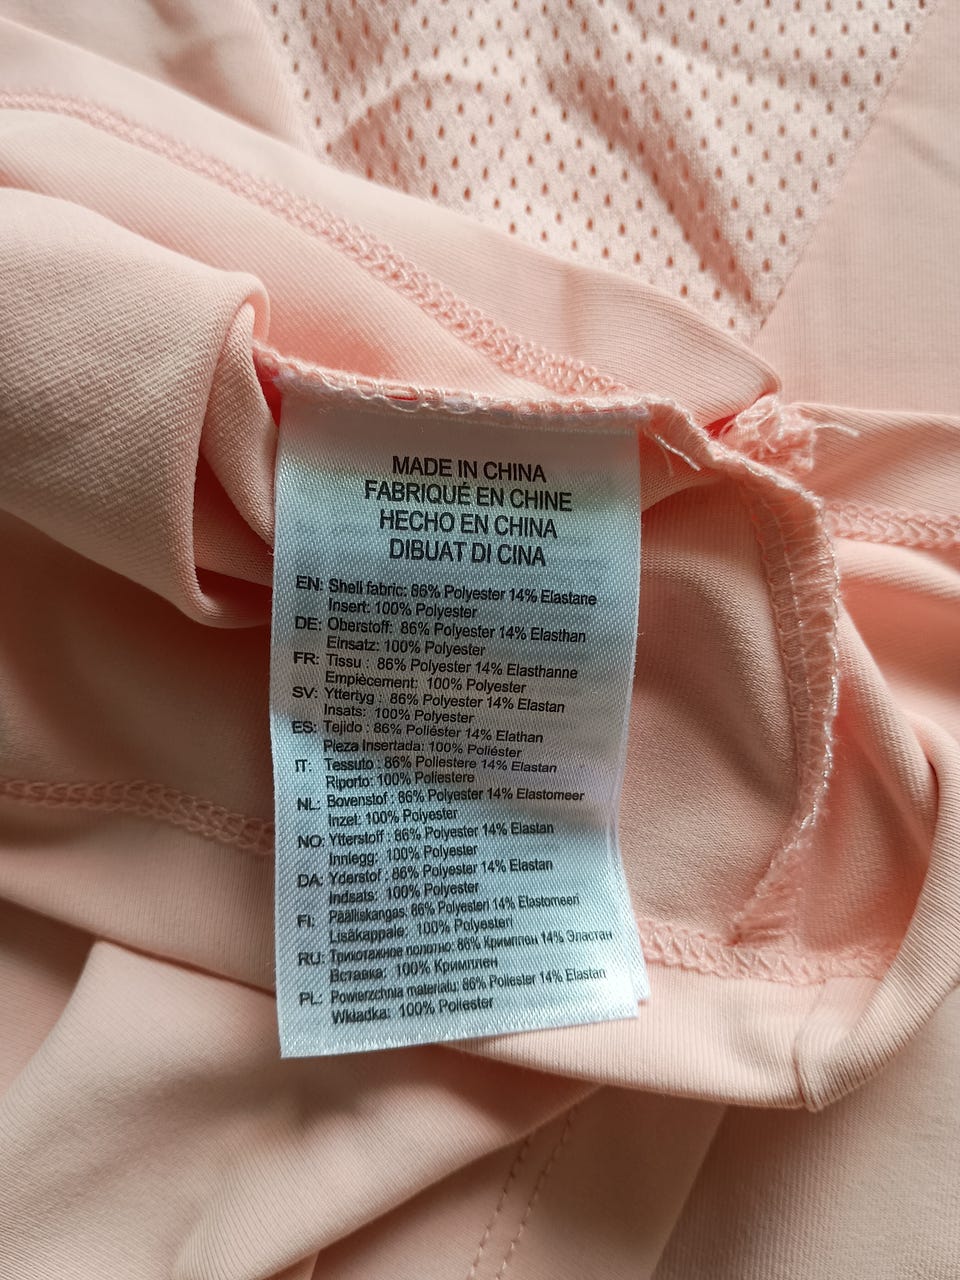 MADE IN CHINA
FABRIQUÉ EN CHINE
HECHO EN CHINA
DIBUAT DI CINA
EN: Shell fabric: 86% Polyester 14% Elastane
Insert: 100% Polyester
DE: Oberstoff: 86% Polyester 14% Elasthan
Einsatz: 100% Polyester
FR: Tissu : 86% Polyester 14% Elasthanne
Empiècement: 100% Polyester
SV: Yttertyg : 86% Polyester 14% Elastan
Insats: 100% Polyester
ES: Tejido : 86% Poliéster 14% Elathan
Pieza Insertada: 100% Poliéster
IT: Tessuto : 86% Poliestere 14% Elastan
Riporto: 100% Poliestere
NL: Bovenstof : 86% Polyester 14% Elastomeer
Inzet: 100% Polyester
NO: Ytterstoff : 86% Polyester 14% Elastan
Innlegg: 100% Polyester
DA: Yderstof : 86% Polyester 14% Elastan
Indsats: 100% Polyester
FI: Päälliskangas: 86% Polyesteri 14% Elastomeeri
Lisäkappale: 100% Polyesteri
RU: Трикотажное полотно: 86% Кримплен 14% Эластан
Вставка: 100% Кримплен
PL: Powierzchnia materialu: 86% Poliester 14% Elastan
Wkładka: 100% Poliester